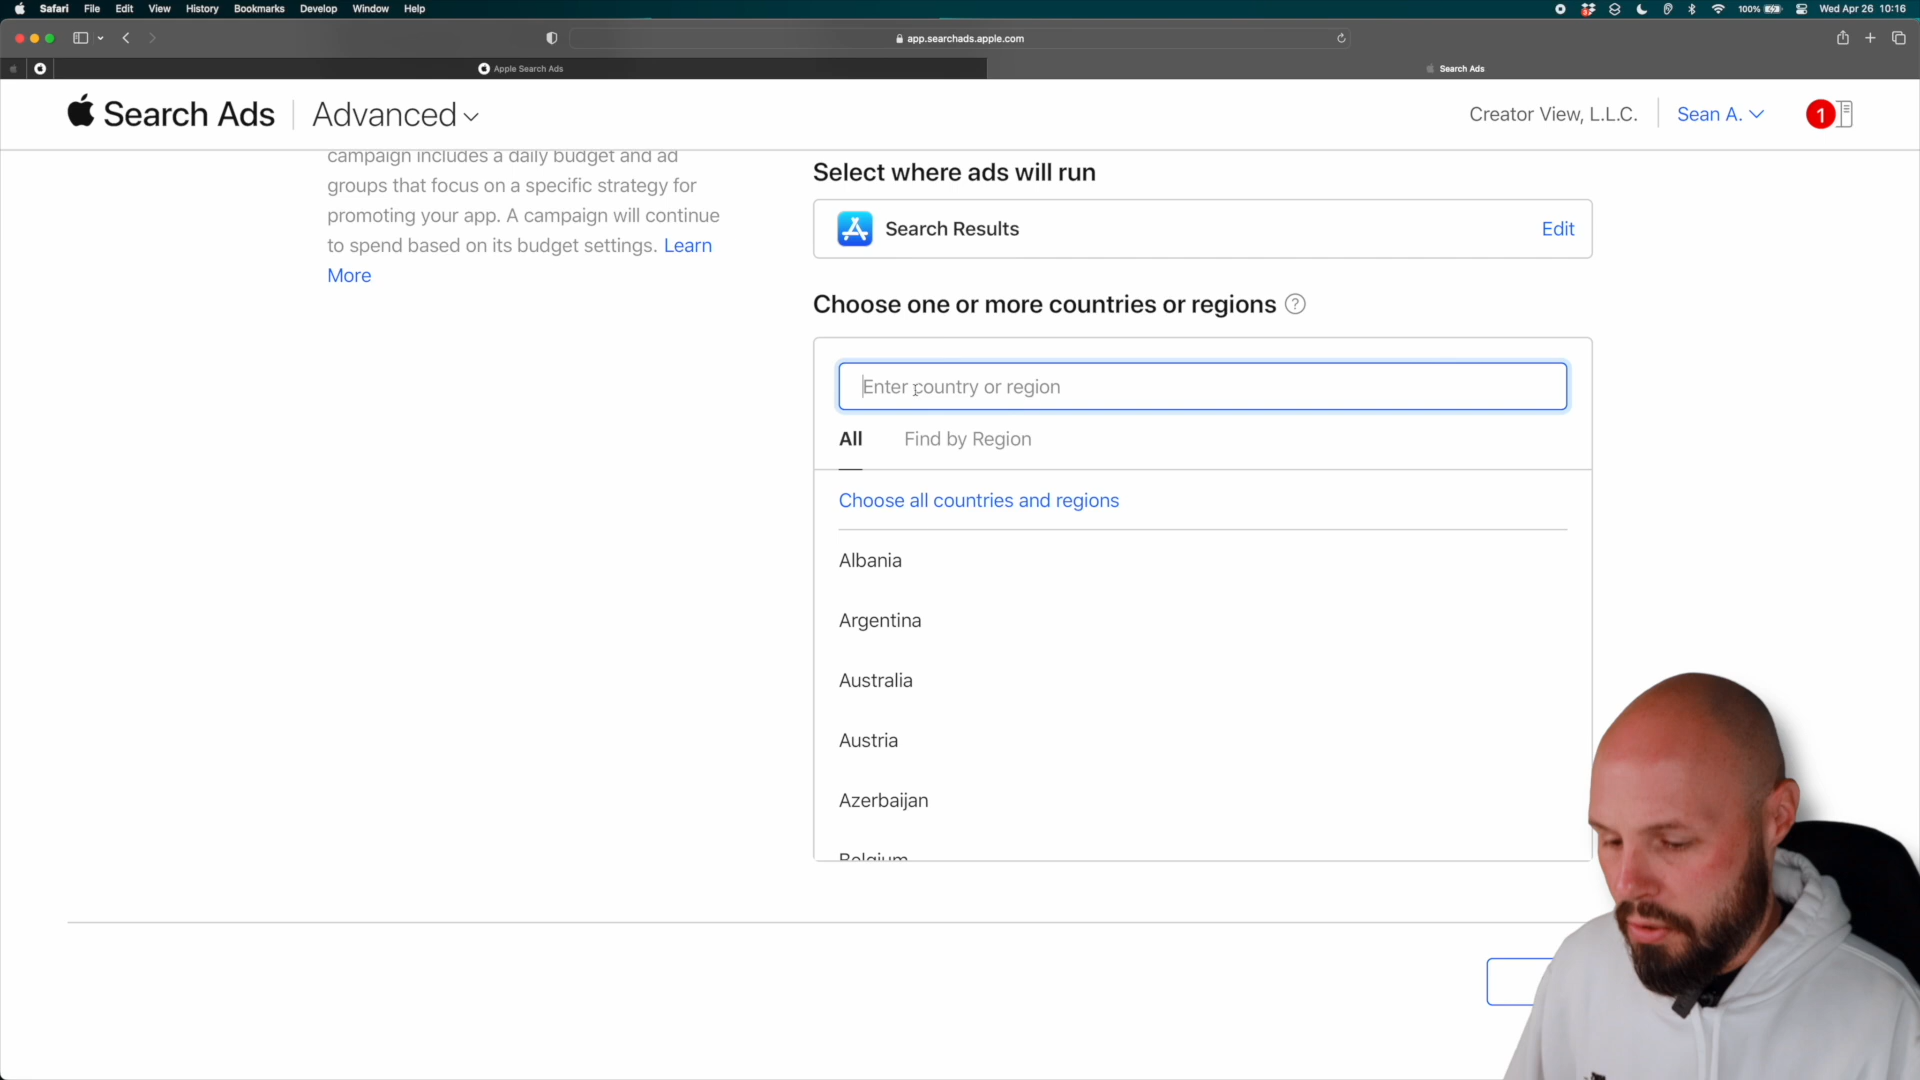 Safari File Edit View History Bookmarks Develop Window Help 100% Wed Apr 26 10:16
app.searchads.apple.com
Apple Search Ads Search Ads
Search Ads Advanced Creator View, L.L.C. Sean A. 1
campaign includes a daily budget and ad
groups that focus on a specific strategy for
promoting your app. A campaign will continue
to spend based on its budget settings. Learn
More
Select where ads will run
Search Results Edit
Choose one or more countries or regions ?
Enter country or region
All Find by Region
Choose all countries and regions
Albania
Argentina
Australia
Austria
Azerbaijan
Belgium